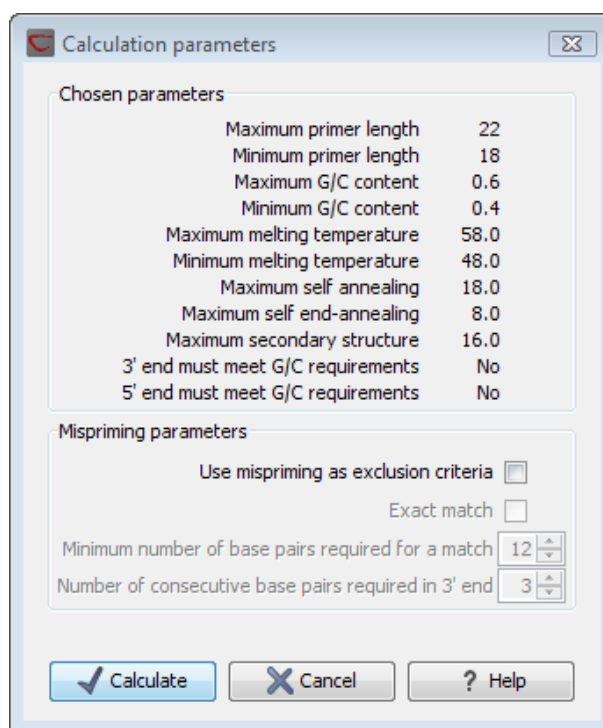 Calculation parameters
Chosen parameters
Maximum primer length 22
Minimum primer length 18
Maximum G/C content 0.6
Minimum G/C content 0.4
Maximum melting temperature 58.0
Minimum melting temperature 48.0
Maximum self annealing 18.0
Maximum self end-annealing 8.0
Maximum secondary structure 16.0
3' end must meet G/C requirements No
5' end must meet G/C requirements No
Mispriming parameters
Use mispriming as exclusion criteria
Exact match
Minimum number of base pairs required for a match 12
Number of consecutive base pairs required in 3' end 3
Calculate Cancel ? Help